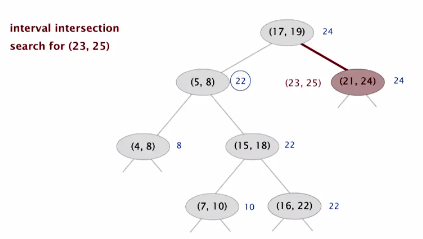 interval intersection
search for (23, 25)
(17, 19) 24
(5, 8) 22 (23, 25) (21, 24) 24
(4, 8) 8 (15, 18) 22
(7, 10) 10 (16, 22) 22